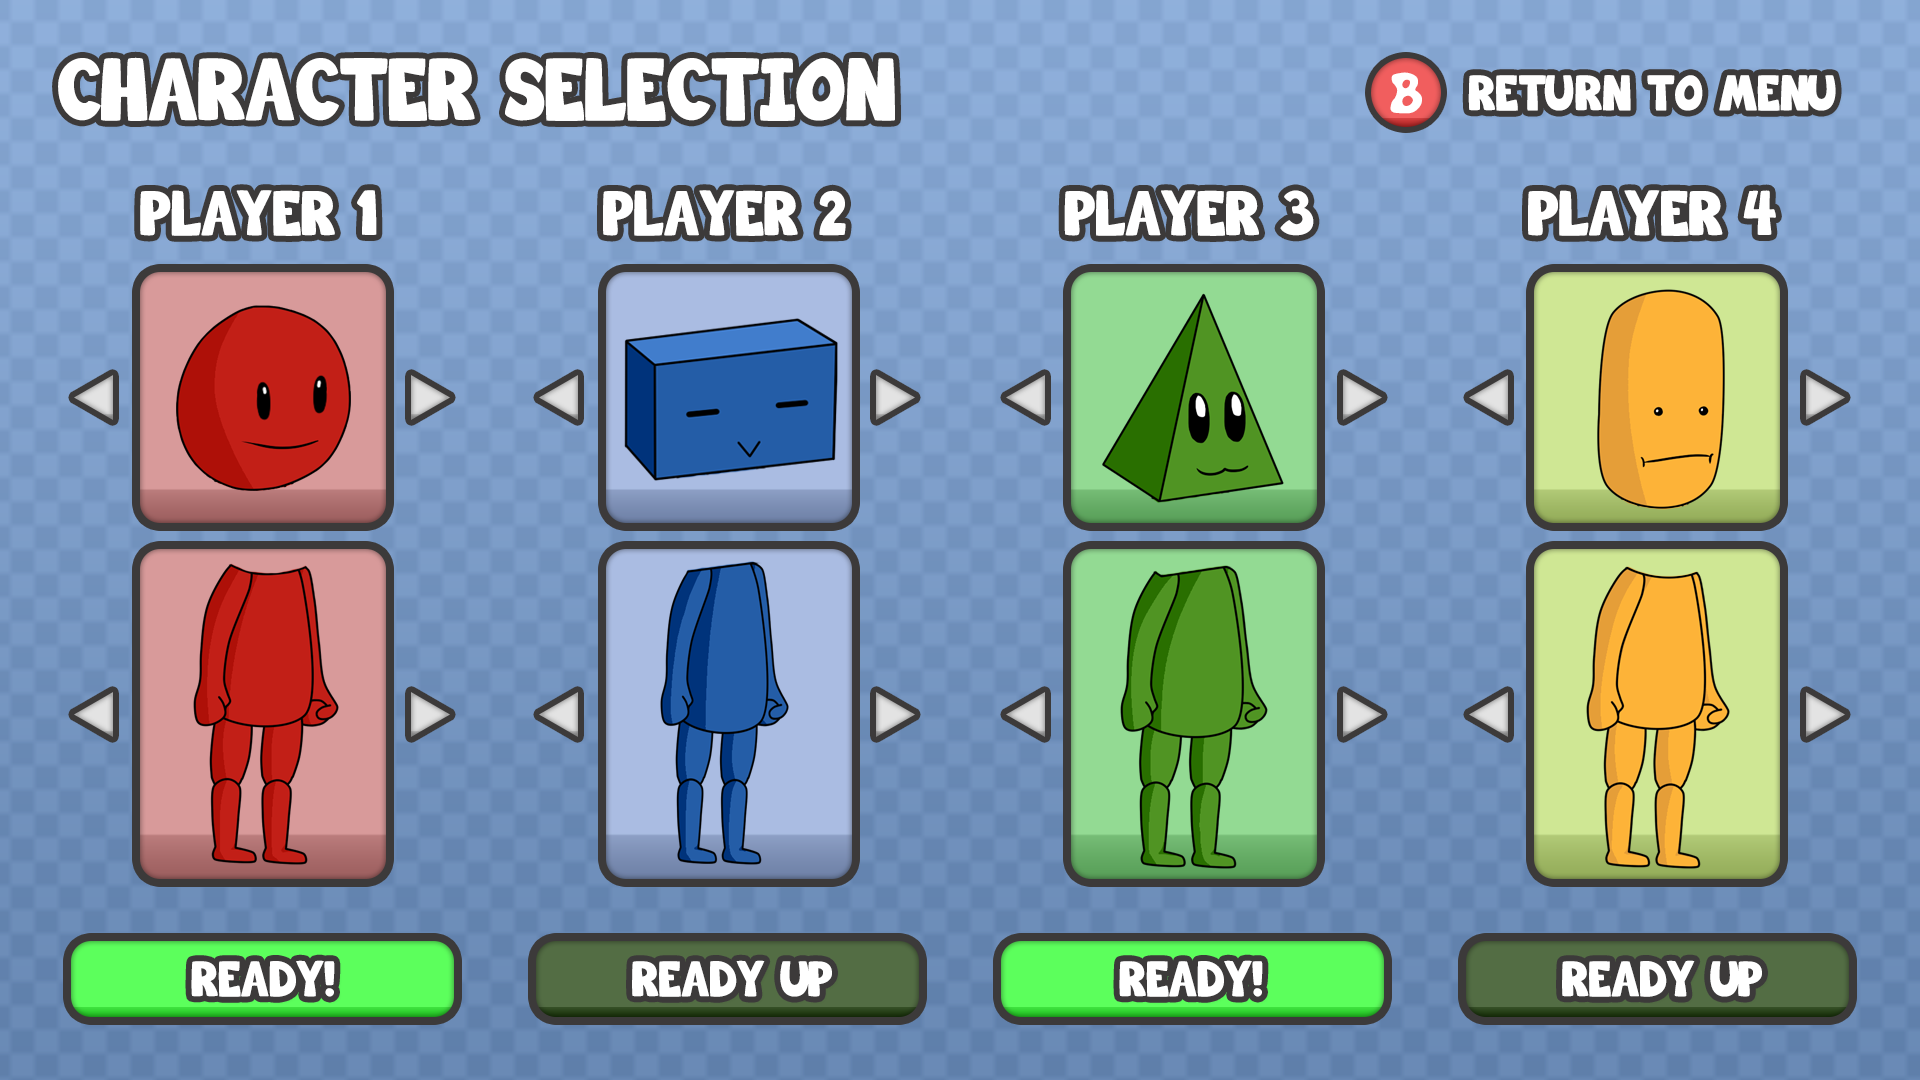 CHARACTER SELECTION
B RETURN TO MENU
PLAYER 1
PLAYER 2
PLAYER 3
PLAYER 4
READY!
READY UP
READY!
READY UP